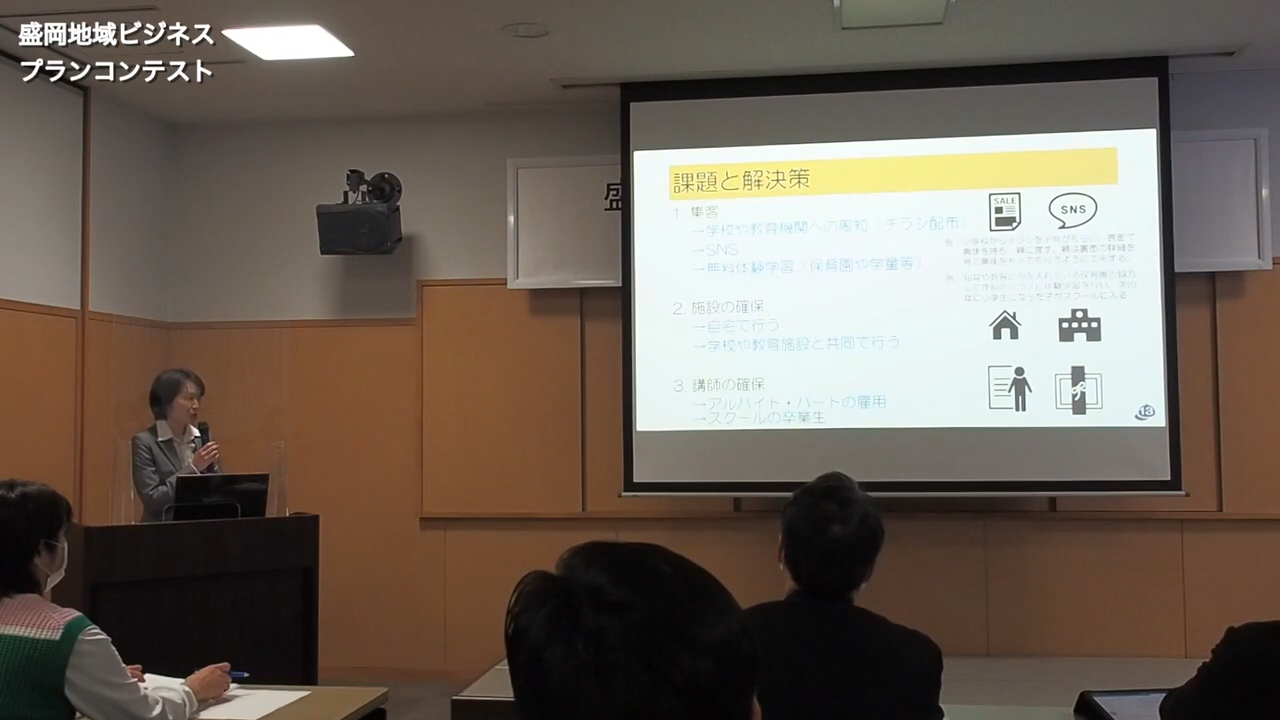 盛岡地域ビジネス
プランコンテスト
盛
課題と解決策
1. 集客
→学校や教育機関への周知（チラシ配布）
→SNS
→無料体験学習（保育園や学童等）
SALE
SNS
2. 施設の確保
→自宅で行う
→学校や教育施設と共同で行う
3. 講師の確保
→アルバイト・パートの雇用
→スクールの卒業生
13